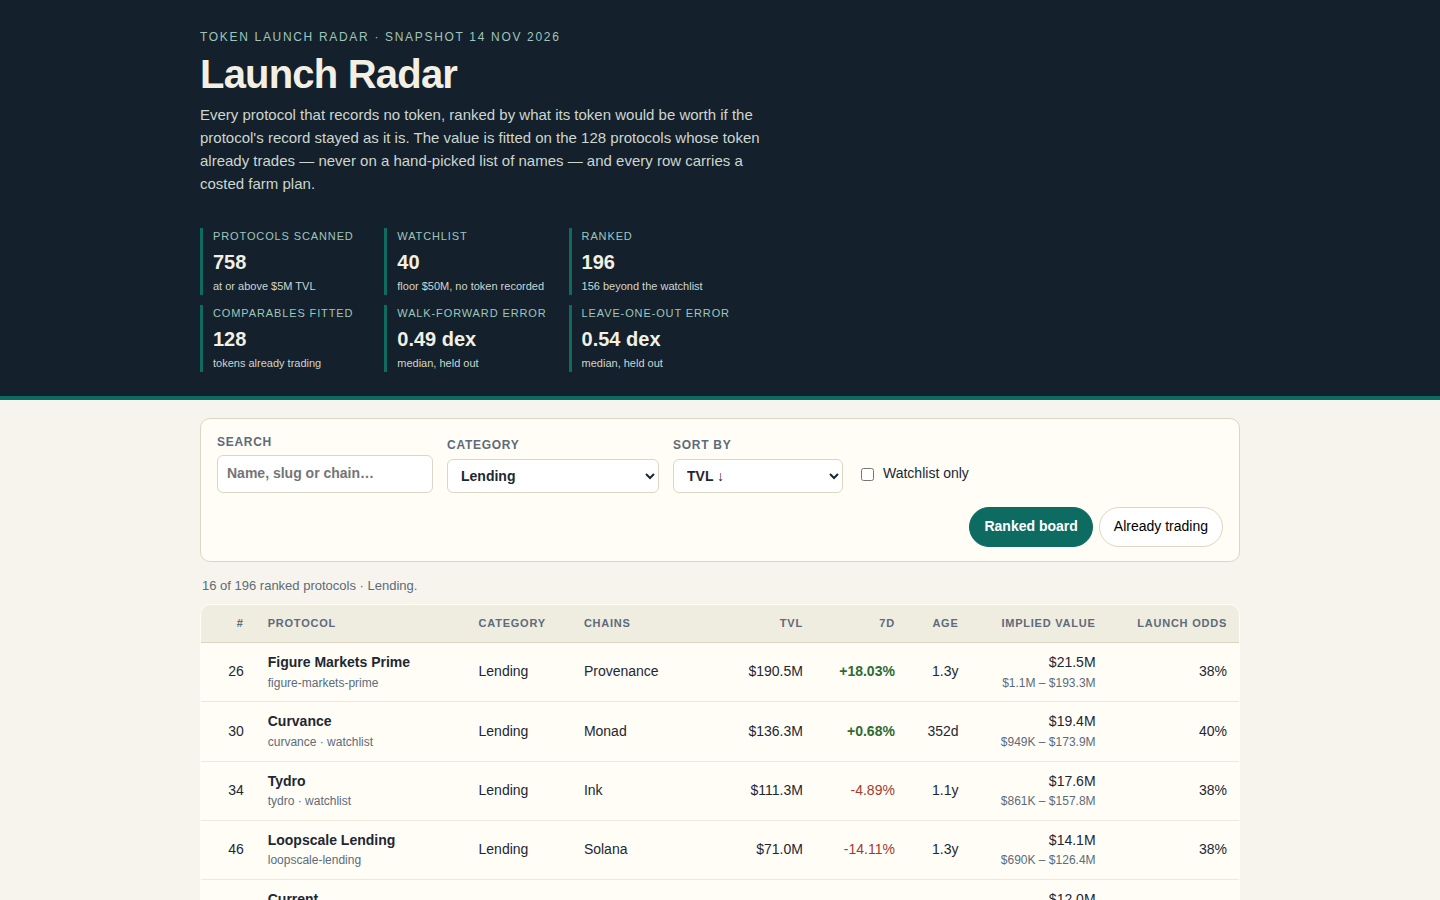 TOKEN LAUNCH RADAR · SNAPSHOT 14 NOV 2026
Launch Radar
Every protocol that records no token, ranked by what its token would be worth if the
protocol's record stayed as it is. The value is fitted on the 128 protocols whose token
already trades — never on a hand-picked list of names — and every row carries a
costed farm plan.
PROTOCOLS SCANNED
758
at or above $5M TVL
WATCHLIST
40
floor $50M, no token recorded
RANKED
196
156 beyond the watchlist
COMPARABLES FITTED
128
tokens already trading
WALK-FORWARD ERROR
0.49 dex
median, held out
LEAVE-ONE-OUT ERROR
0.54 dex
median, held out
SEARCH
Name, slug or chain…
CATEGORY
Lending
SORT BY
TVL ↓
Watchlist only
Ranked board
Already trading
16 of 196 ranked protocols · Lending.
# PROTOCOL CATEGORY CHAINS TVL 7D AGE IMPLIED VALUE LAUNCH ODDS
26 Figure Markets Prime Lending Provenance $190.5M +18.03% 1.3y $21.5M 38%
figure-markets-prime $1.1M – $193.3M
30 Curvance Lending Monad $136.3M +0.68% 352d $19.4M 40%
curvance · watchlist $949K – $173.9M
34 Tydro Lending Ink $111.3M -4.89% 1.1y $17.6M 38%
tydro · watchlist $861K – $157.8M
46 Loopscale Lending Lending Solana $71.0M -14.11% 1.3y $14.1M 38%
loopscale-lending $690K – $126.4M
Current $12.0M